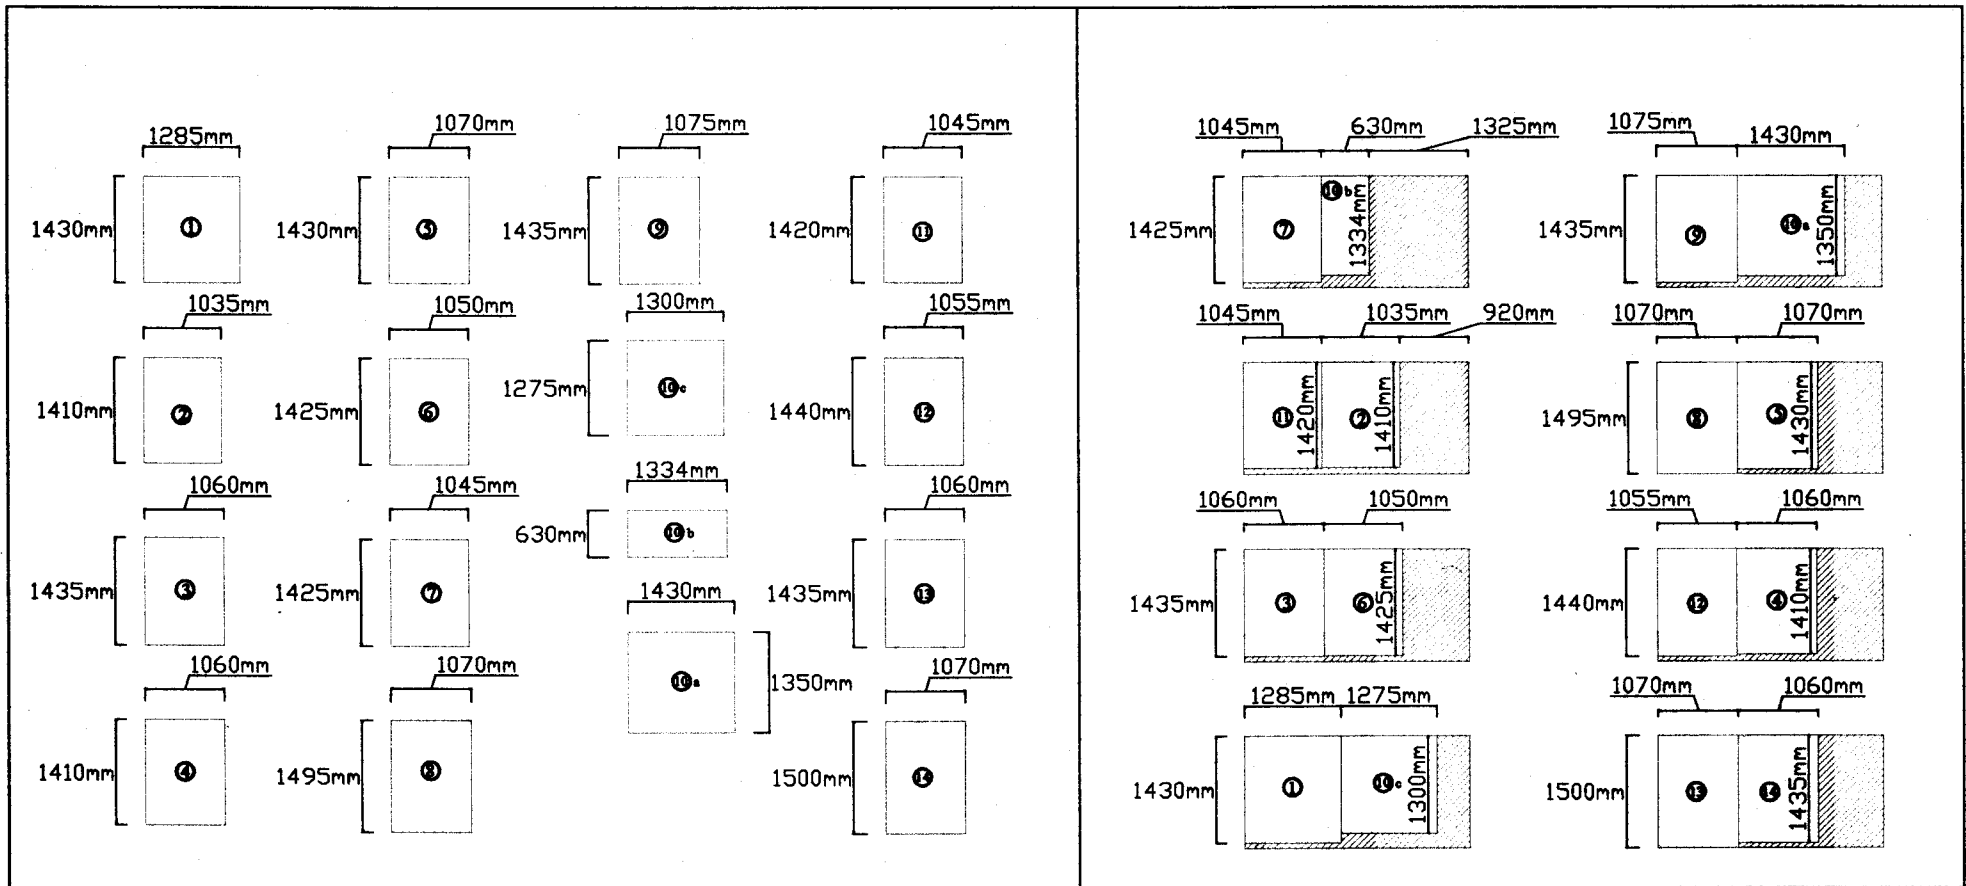 1285mm
1430mm
①
1070mm
1430mm
⑤
1075mm
1435mm
⑨
1045mm
1420mm
⑪
1035mm
1410mm
②
1050mm
1425mm
⑥
1300mm
1275mm
⑩c
1055mm
1440mm
⑫
1060mm
1435mm
③
1045mm
1425mm
⑦
1334mm
630mm
⑩b
1060mm
1435mm
⑬
1060mm
1410mm
④
1070mm
1495mm
⑧
1430mm
⑩a
1350mm
1070mm
1500mm
⑭
1045mm 630mm 1325mm
1425mm
⑦ ⑩b 1334mm
1075mm 1430mm
1435mm
⑨ ⑩a 1350mm
1045mm 1035mm 920mm
⑪ 1420mm ② 1410mm
1070mm 1070mm
1495mm
⑧ ⑤ 1430mm
1060mm 1050mm
1435mm
③ ⑥ 1425mm
1055mm 1060mm
1440mm
⑫ ④ 1410mm
1285mm 1275mm
1430mm
① ⑩c 1300mm
1070mm 1060mm
1500mm
⑬ ⑭ 1435mm